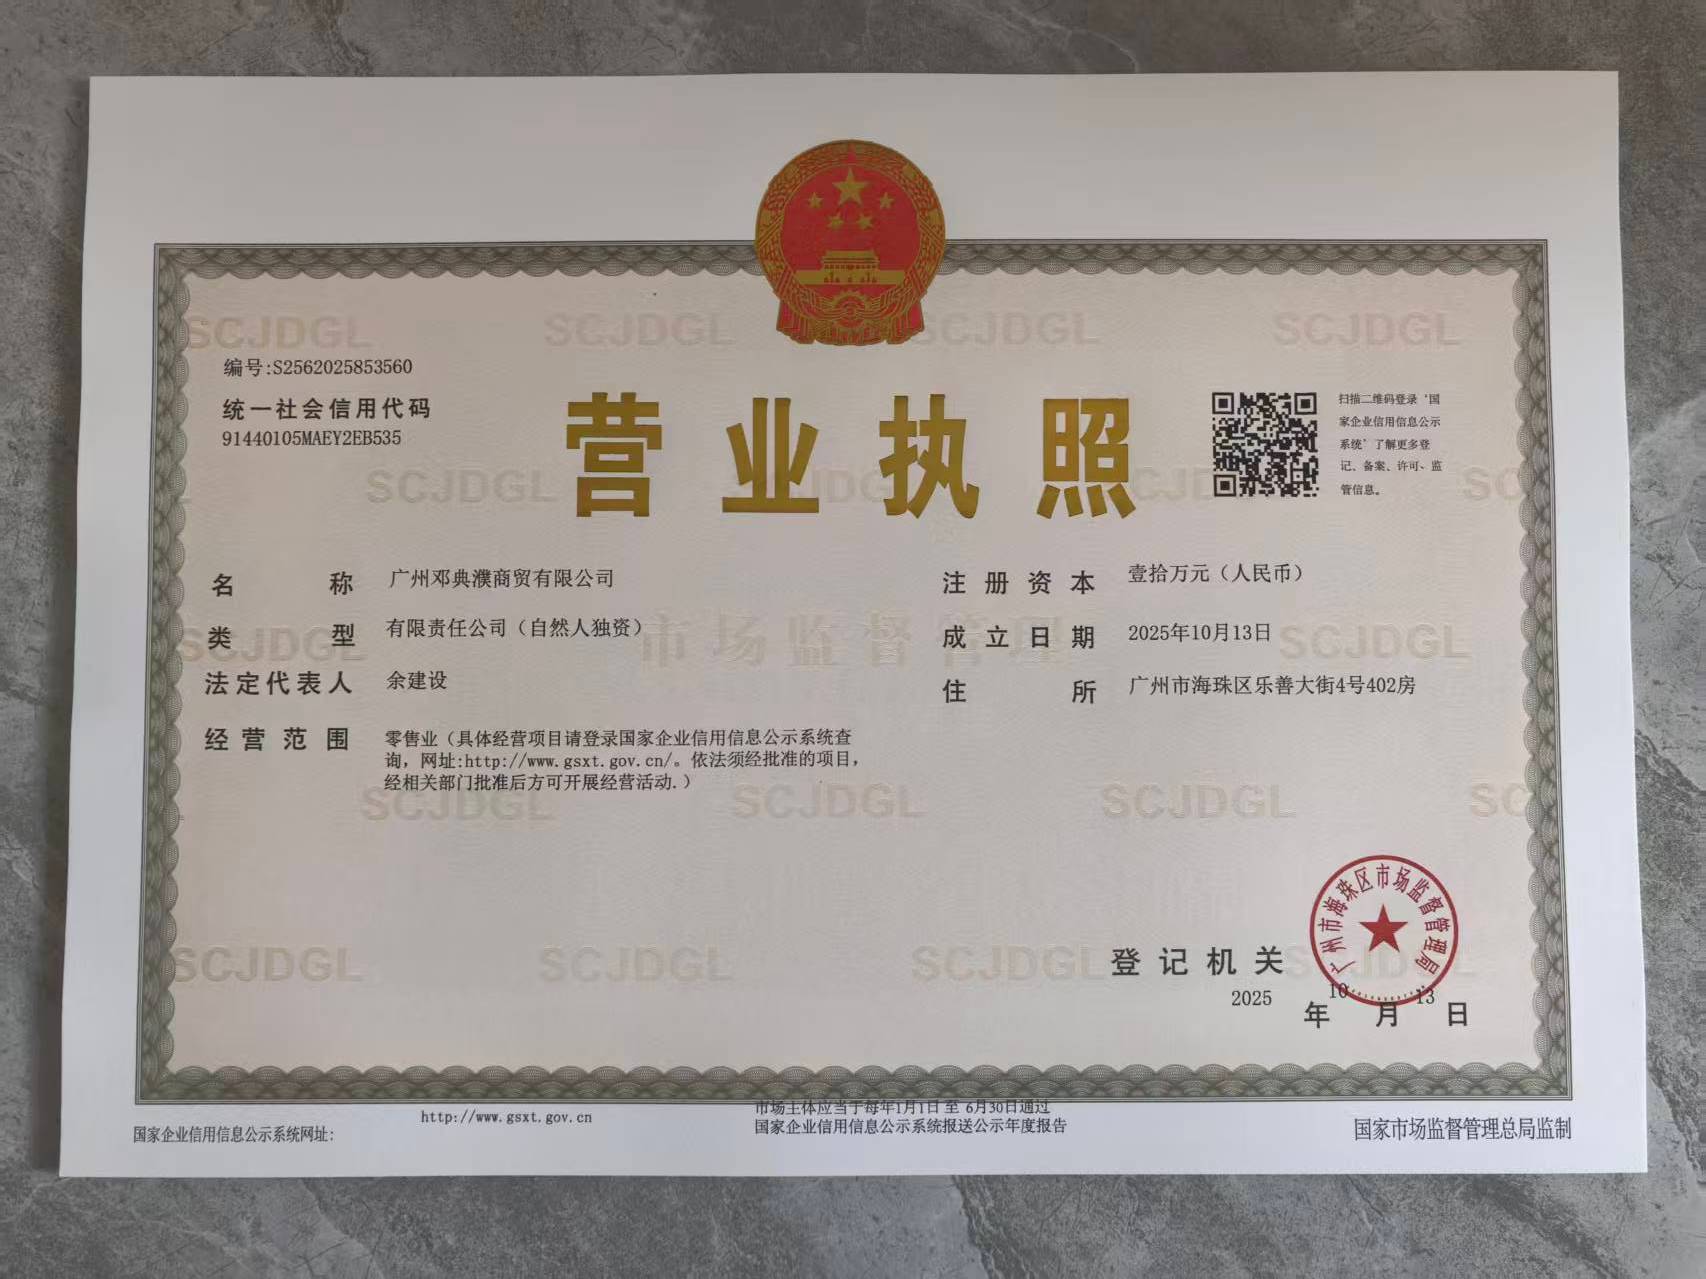 编号:S2562025853560
统一社会信用代码
91440105MAEY2EB535
营业执照
扫描二维码登录‘国
家企业信用信息公示
系统’了解更多登
记、备案、许可、监
管信息。
名称 广州邓典濮商贸有限公司
类型 有限责任公司（自然人独资）
法定代表人 余建设
经营范围 零售业（具体经营项目请登录国家企业信用信息公示系统查
询，网址:http://www.gsxt.gov.cn/。依法须经批准的项目，
经相关部门批准后方可开展经营活动.）
注册资本 壹拾万元（人民币）
成立日期 2025年10月13日
住所 广州市海珠区乐善大街4号402房
SCJDGL
市场监督管理
广州市海珠区市场监督管理局
登记机关
2025年10月13日
国家企业信用信息公示系统网址: http://www.gsxt.gov.cn
市场主体应当于每年1月1日 至 6月30日通过
国家企业信用信息公示系统报送公示年度报告
国家市场监督管理总局监制